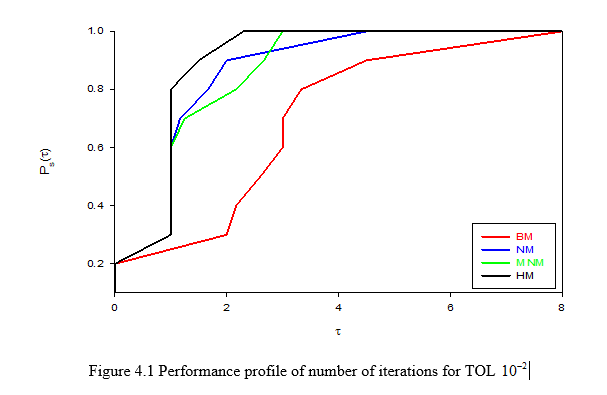 1.0
0.8
0.6
0.4
0.2
Ps(τ)
0 2 4 6 8
τ
BM
NM
MNM
HM
Figure 4.1 Performance profile of number of iterations for TOL 10⁻²